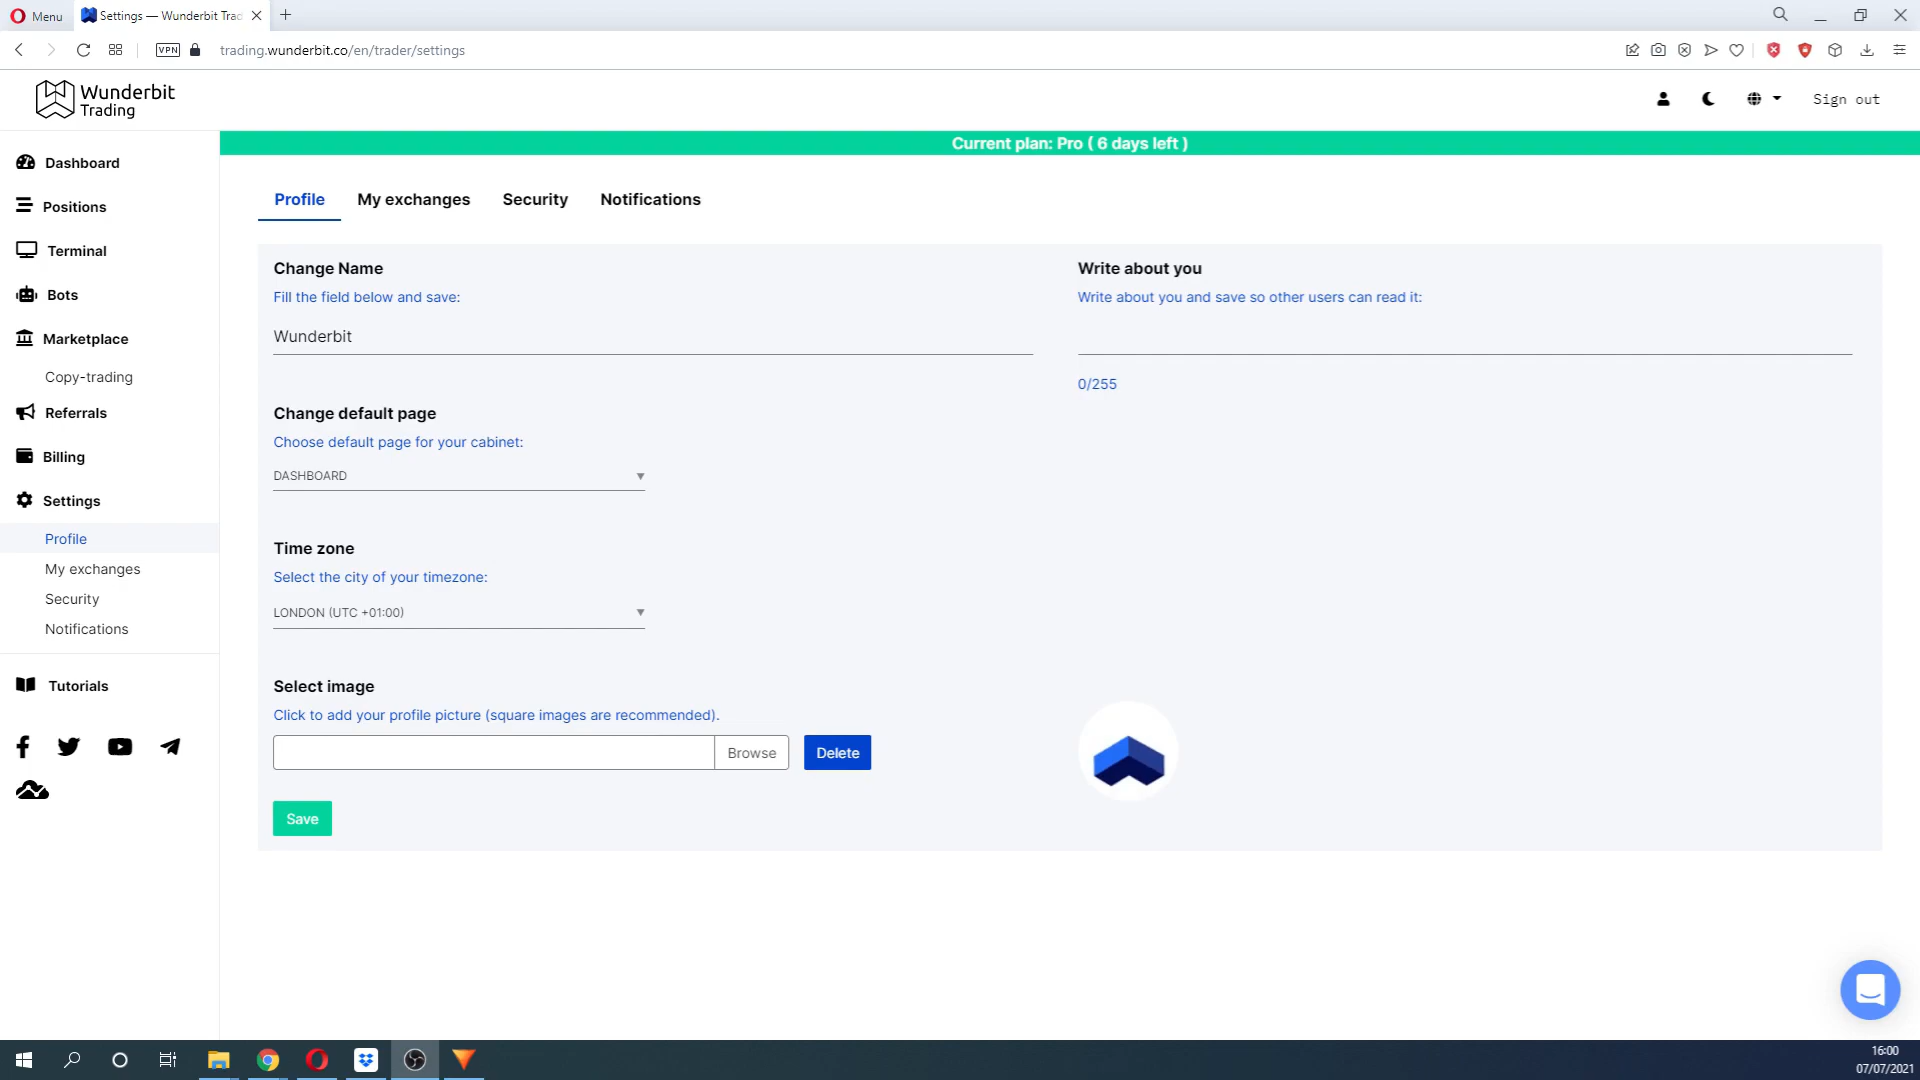 Menu
Settings — Wunderbit Trad
VPN
trading.wunderbit.co/en/trader/settings
Wunderbit
Trading
Sign out
Current plan: Pro ( 6 days left )
Dashboard
Positions
Terminal
Bots
Marketplace
Copy-trading
Referrals
Billing
Settings
Profile
My exchanges
Security
Notifications
Tutorials
Profile
My exchanges
Security
Notifications
Change Name
Fill the field below and save:
Wunderbit
Write about you
Write about you and save so other users can read it:
0/255
Change default page
Choose default page for your cabinet:
DASHBOARD
Time zone
Select the city of your timezone:
LONDON (UTC +01:00)
Select image
Click to add your profile picture (square images are recommended).
Browse
Delete
Save
16:00
07/07/2021